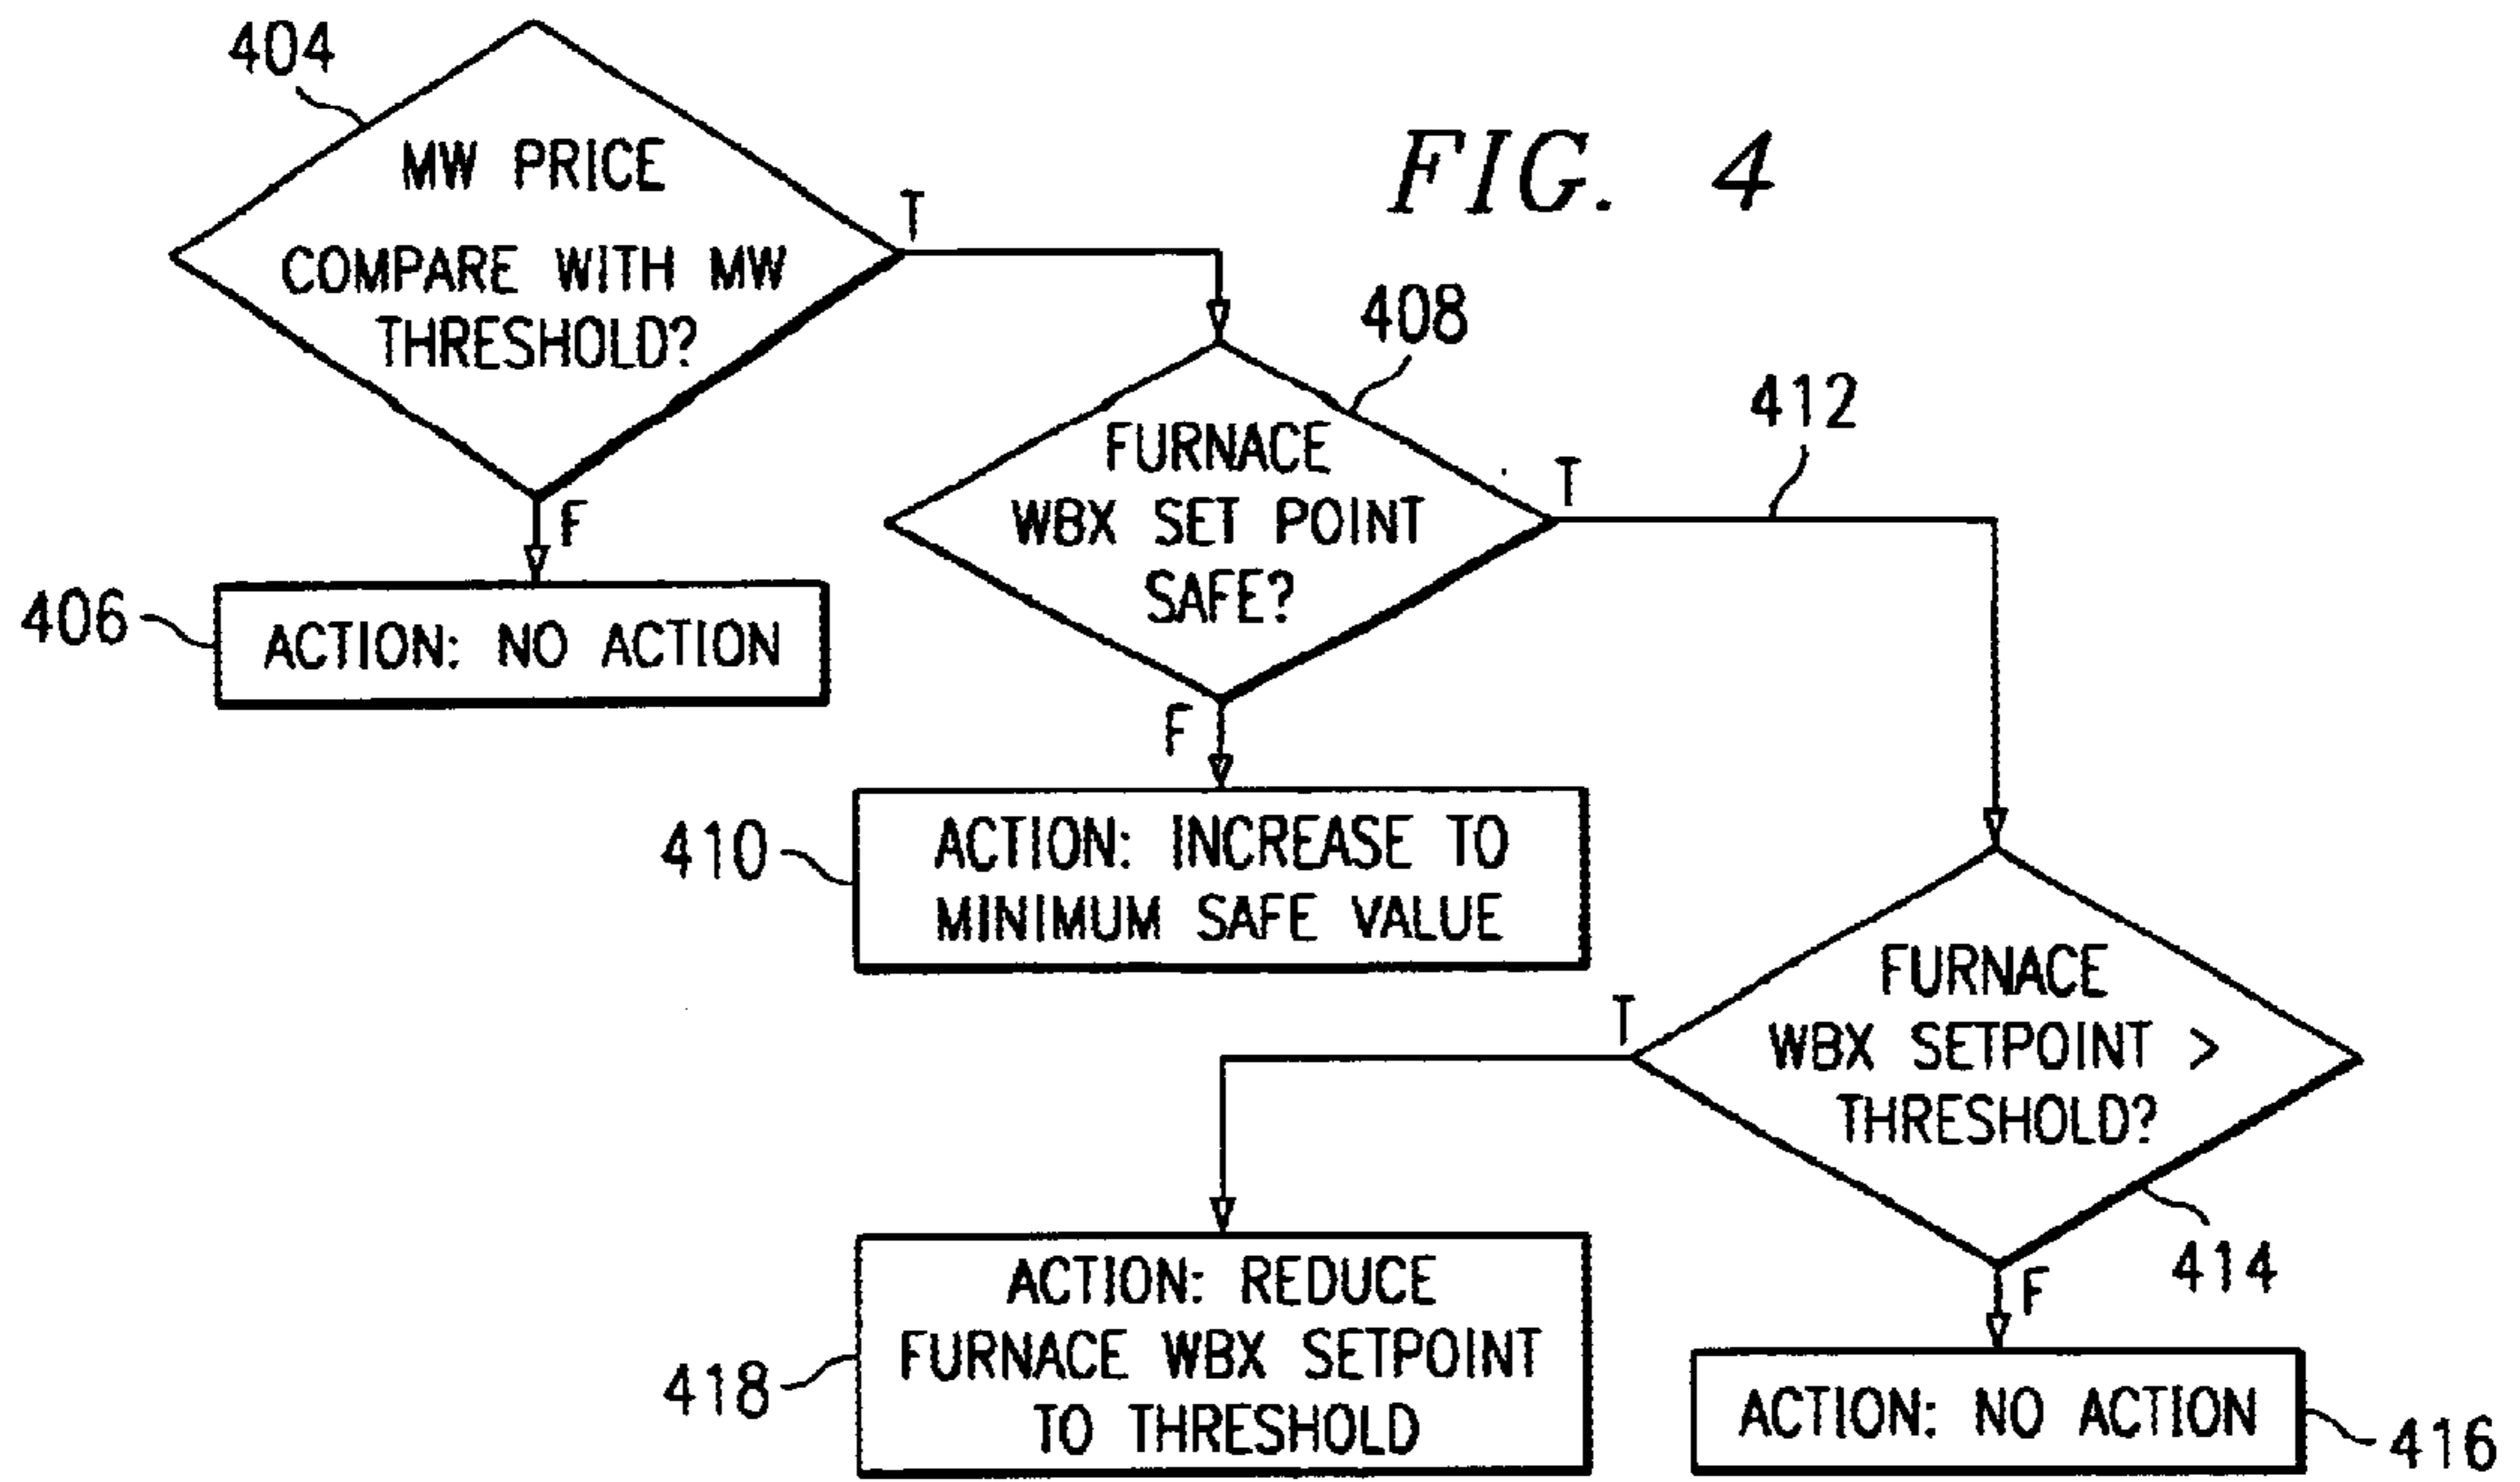 FIG. 4
404
MW PRICE
COMPARE WITH MW
THRESHOLD?
T
F
406
ACTION: NO ACTION
408
FURNACE
WBX SET POINT
SAFE?
T
412
F
410
ACTION: INCREASE TO
MINIMUM SAFE VALUE
FURNACE
WBX SETPOINT >
THRESHOLD?
T
414
F
418
ACTION: REDUCE
FURNACE WBX SETPOINT
TO THRESHOLD
ACTION: NO ACTION
416